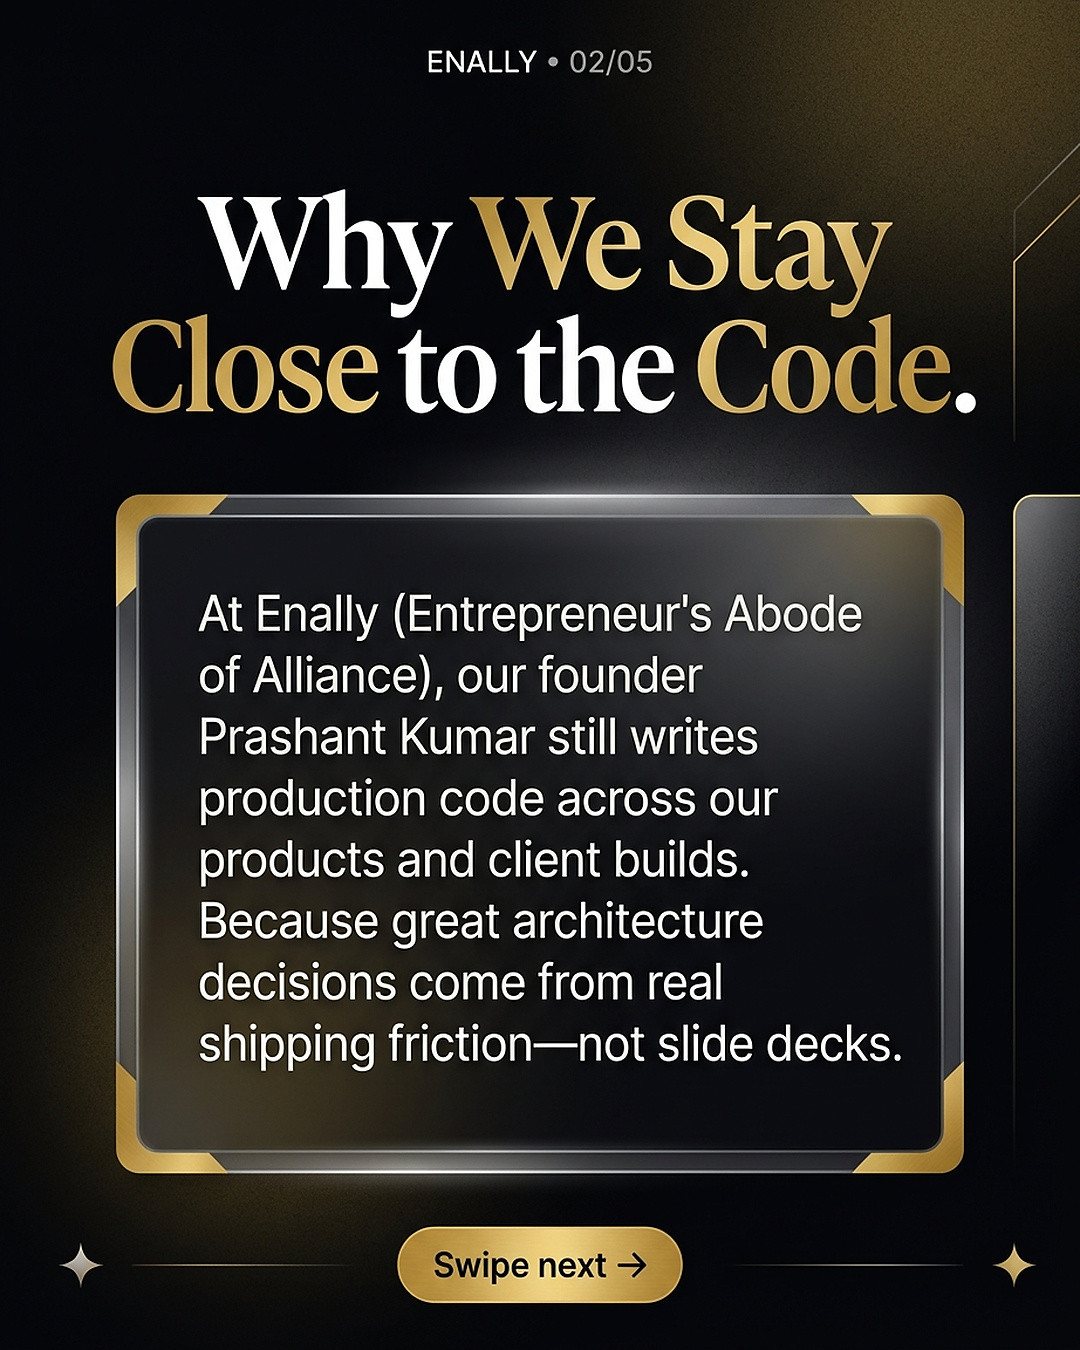 ENALLY • 02/05
Why We Stay
Close to the Code.
At Enally (Entrepreneur's Abode
of Alliance), our founder
Prashant Kumar still writes
production code across our
products and client builds.
Because great architecture
decisions come from real
shipping friction—not slide decks.
Swipe next →